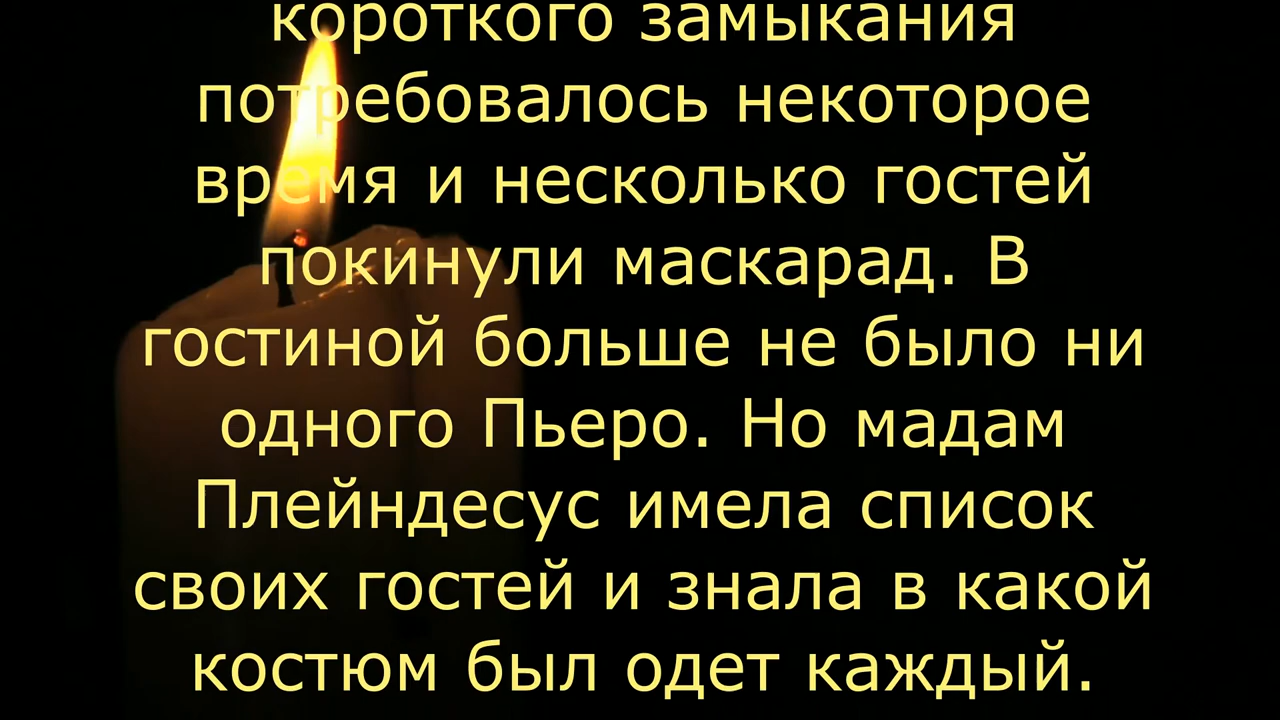 короткого замыкания
потребовалось некоторое
время и несколько гостей
покинули маскарад. В
гостиной больше не было ни
одного Пьеро. Но мадам
Плейндесус имела список
своих гостей и знала в какой
костюм был одет каждый.